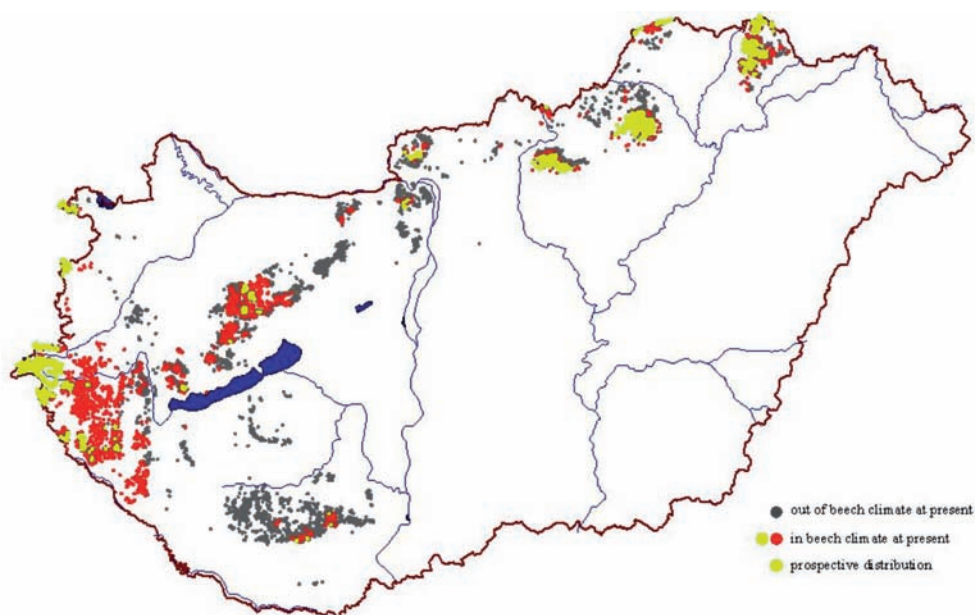 out of beech climate at present
in beech climate at present
prospective distribution